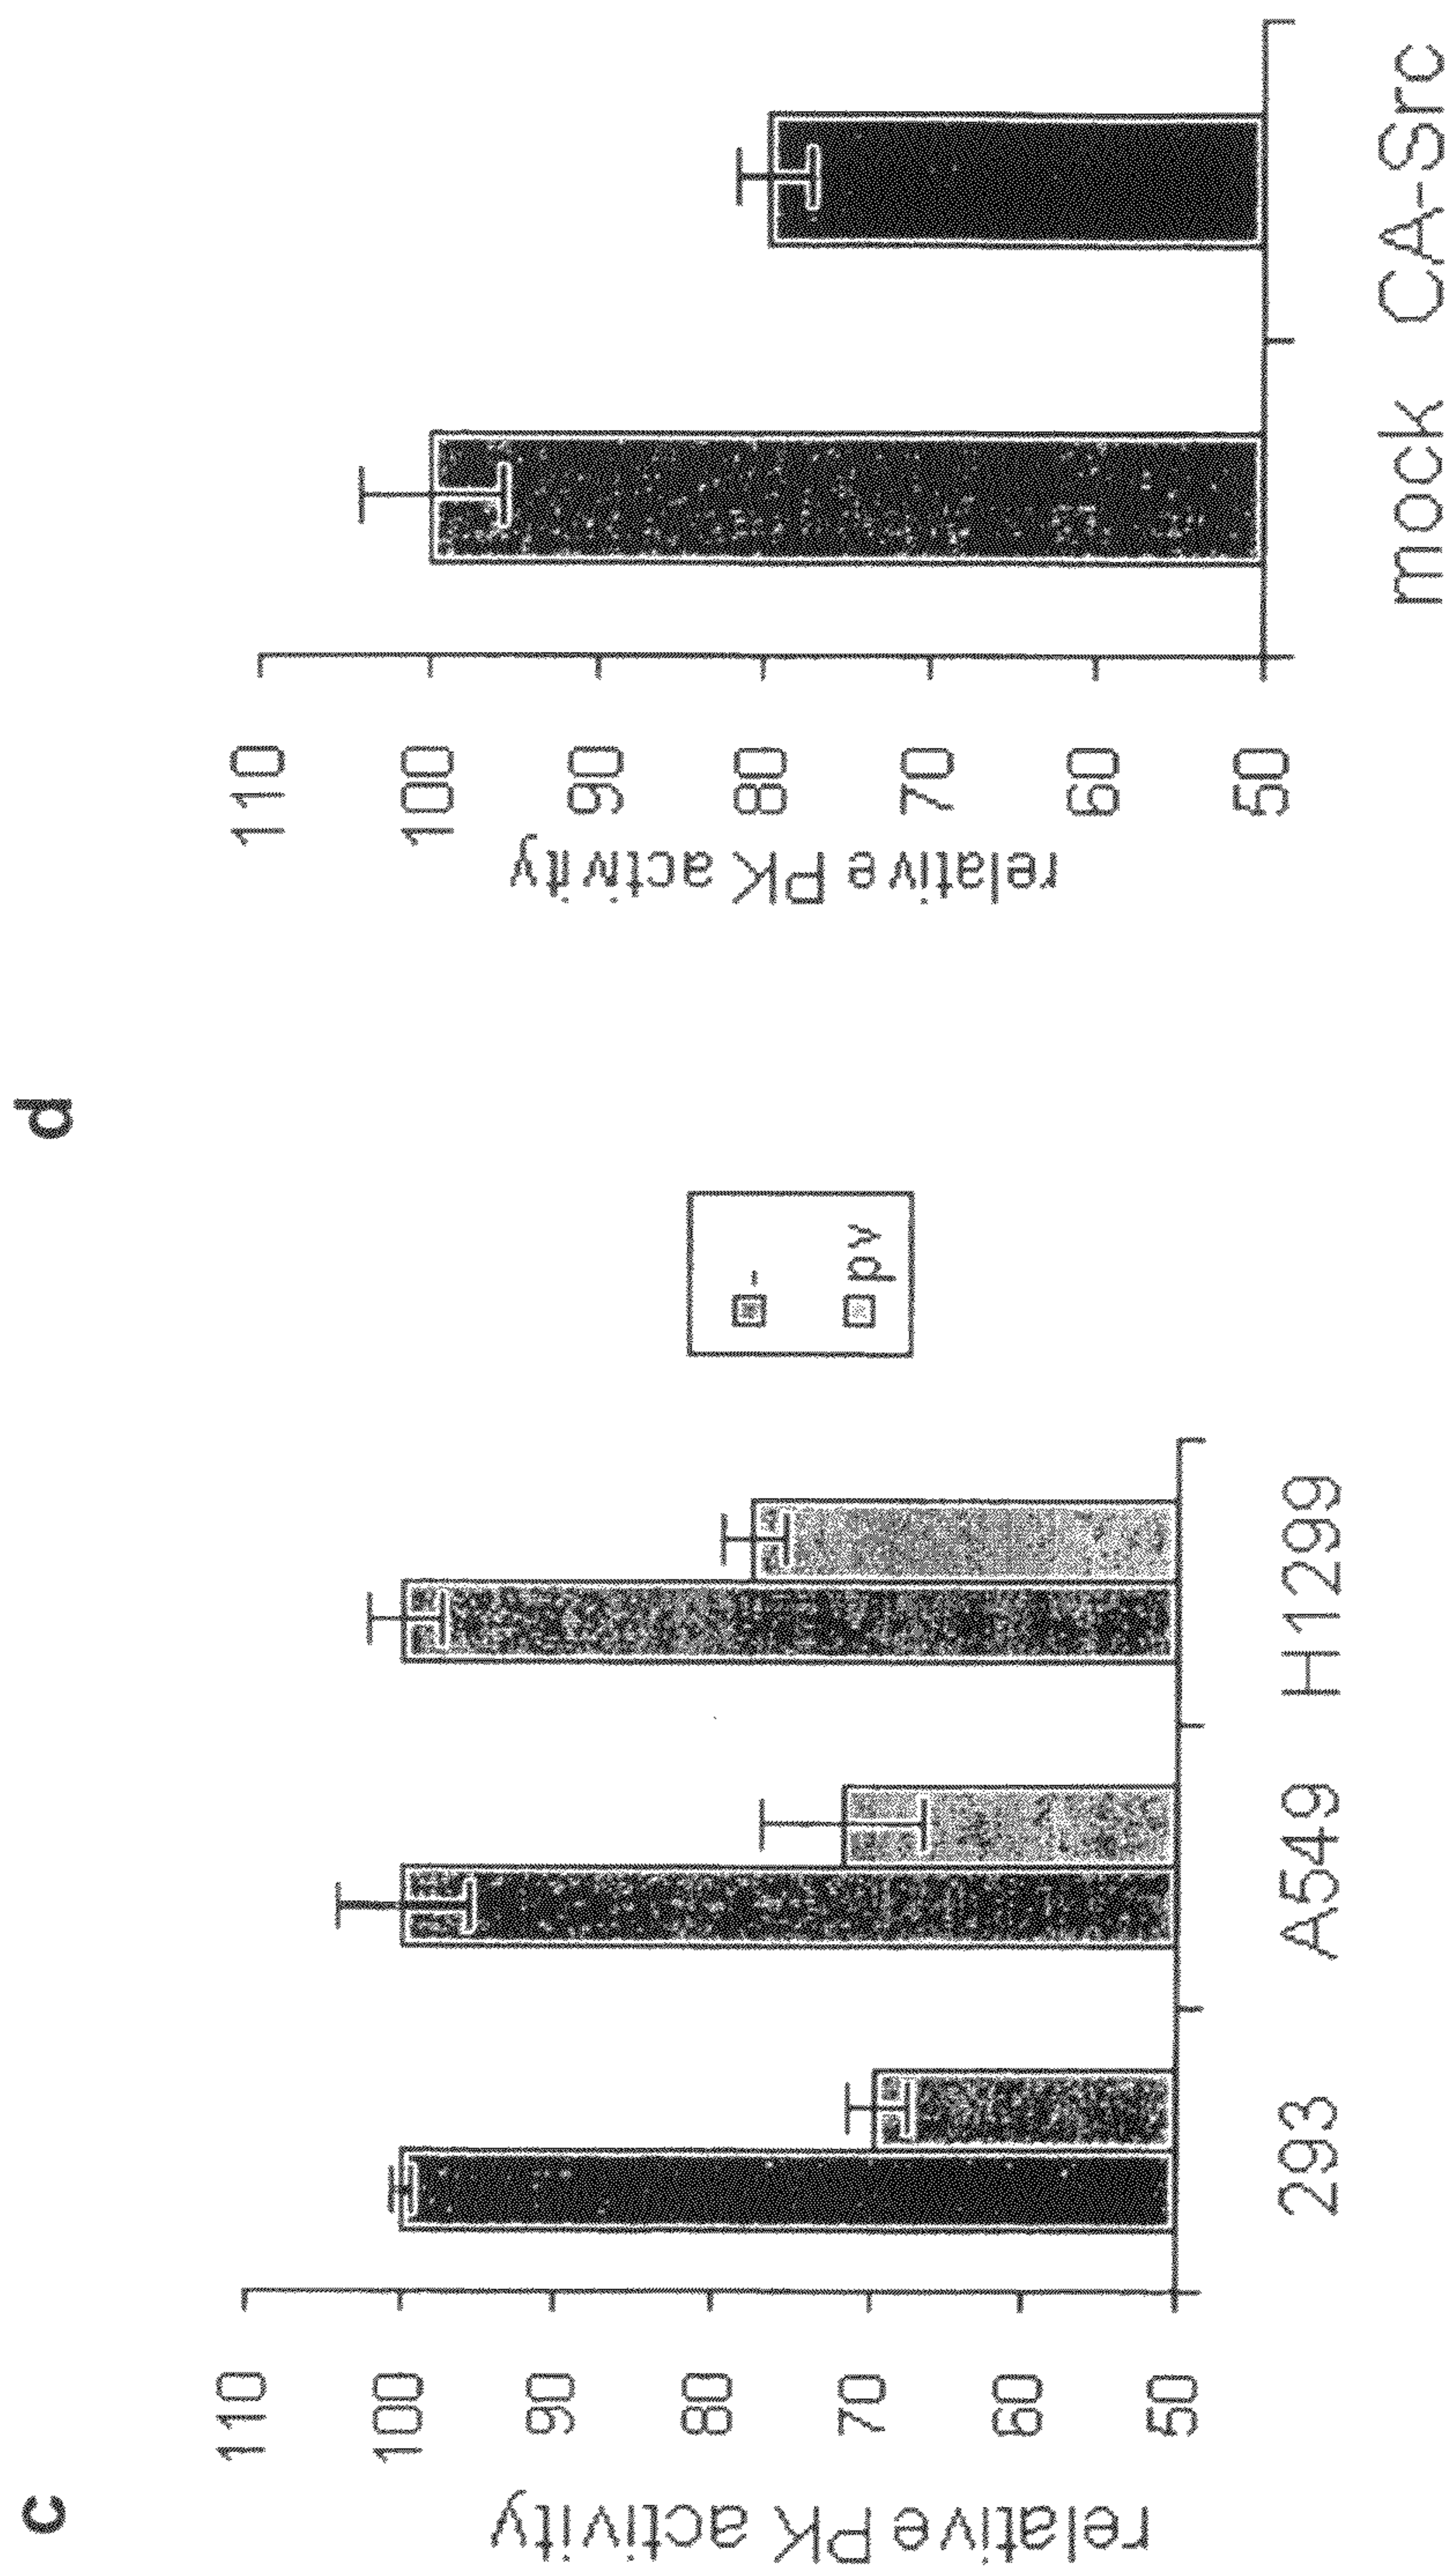 c
relative PK activity
110
100
90
80
70
60
50
293 A549 H1299
-
pv
d
relative PK activity
110
100
90
80
70
60
50
mock CA-Src